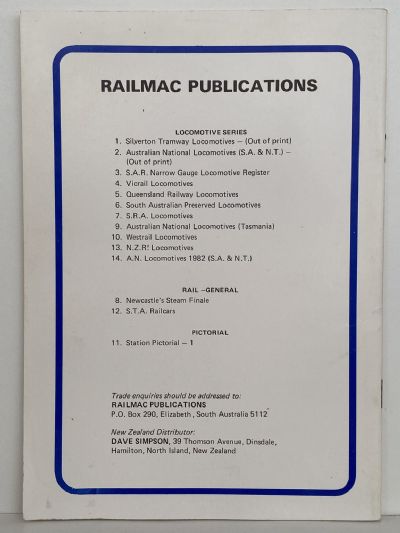 RAILMAC PUBLICATIONS
LOCOMOTIVE SERIES
1. Silverton Tramway Locomotives – (Out of print)
2. Australian National Locomotives (S.A. & N.T.) –
(Out of print)
3. S.A.R. Narrow Gauge Locomotive Register
4. Vicrail Locomotives
5. Queensland Railway Locomotives
6. South Australian Preserved Locomotives
7. S.R.A. Locomotives
9. Australian National Locomotives (Tasmania)
10. Westrail Locomotives
13. N.Z.R. Locomotives
14. A.N. Locomotives 1982 (S.A. & N.T.)
RAIL –GENERAL
8. Newcastle's Steam Finale
12. S.T.A. Railcars
PICTORIAL
11. Station Pictorial – 1
Trade enquiries should be addressed to:
RAILMAC PUBLICATIONS
P.O. Box 290, Elizabeth, South Australia 5112
New Zealand Distributor:
DAVE SIMPSON, 39 Thomson Avenue, Dinsdale,
Hamilton, North Island, New Zealand